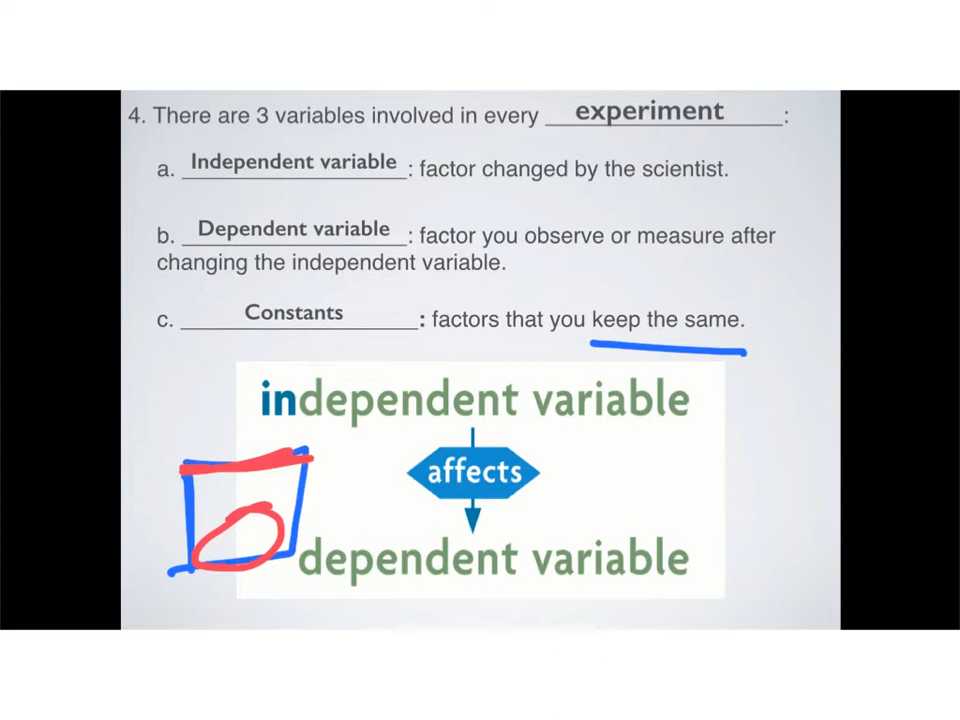 4. There are 3 variables involved in every experiment:
a. Independent variable: factor changed by the scientist.
b. Dependent variable: factor you observe or measure after
changing the independent variable.
c. Constants: factors that you keep the same.
independent variable
affects
dependent variable